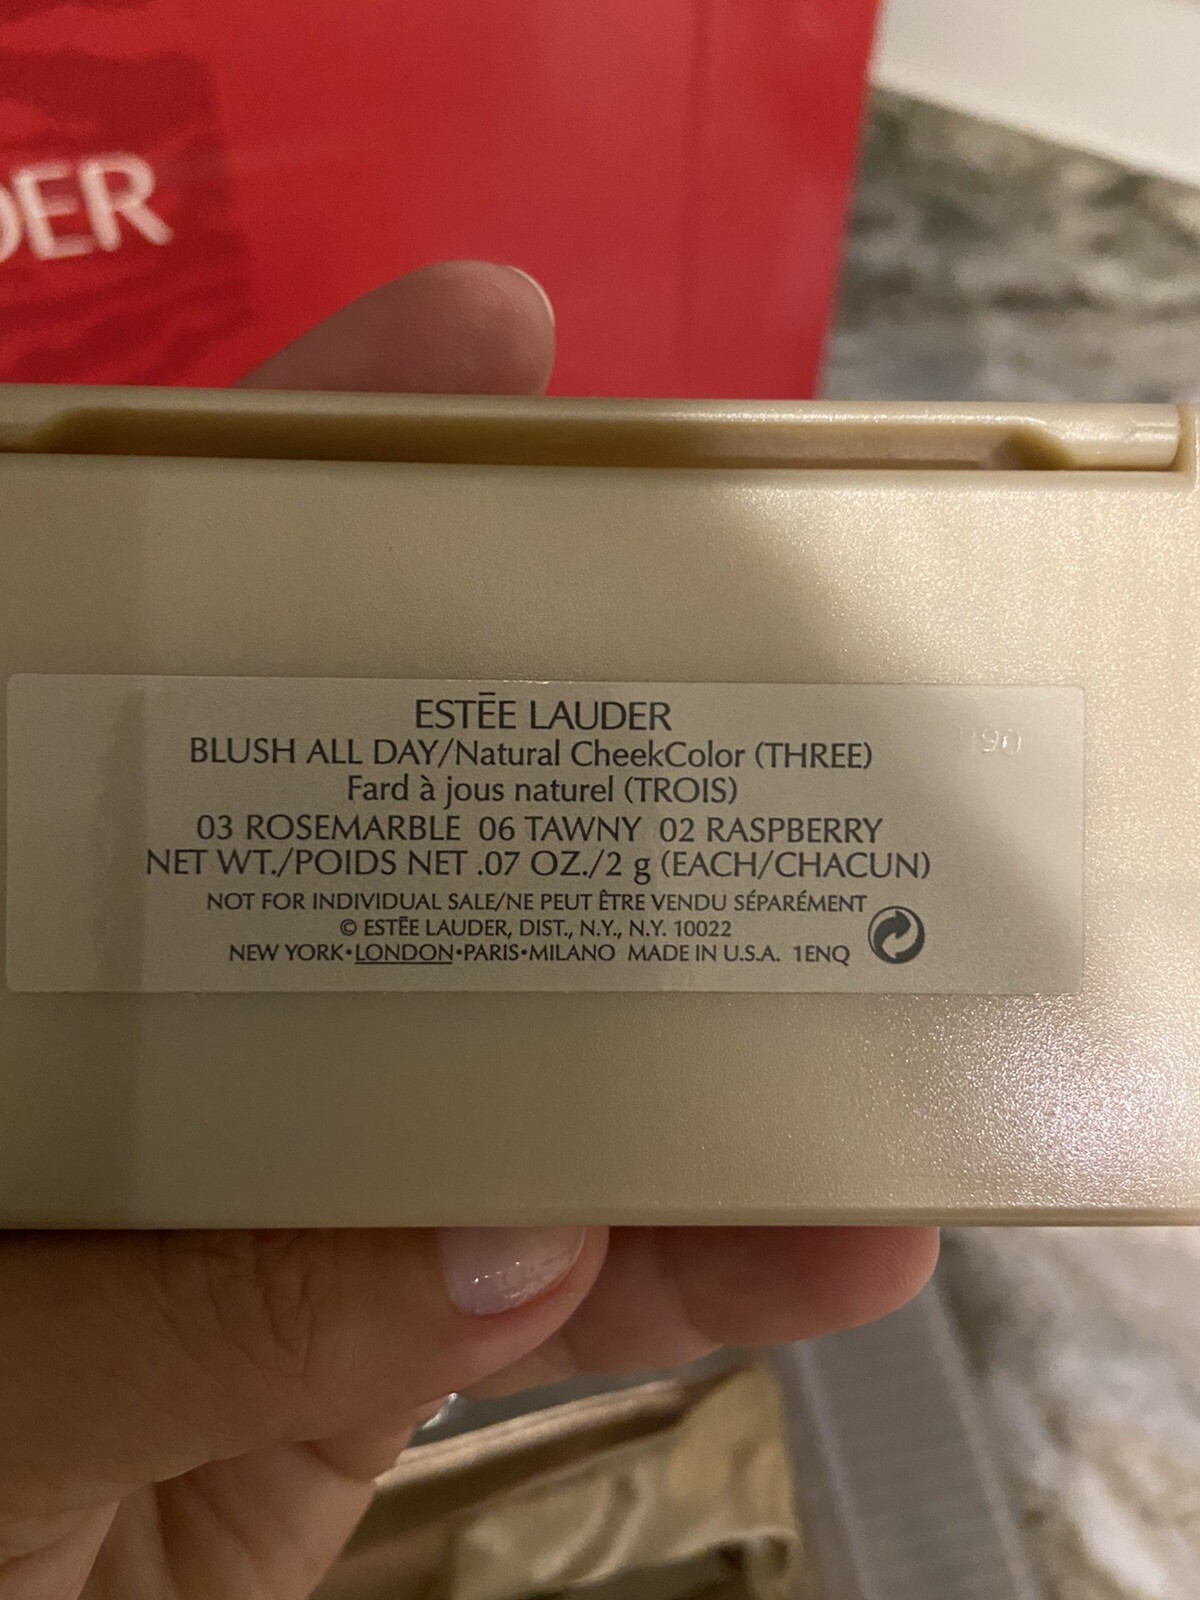 DER
ESTĒE LAUDER
BLUSH ALL DAY/Natural CheekColor (THREE)
Fard à jous naturel (TROIS)
03 ROSEMARBLE 06 TAWNY 02 RASPBERRY
NET WT./POIDS NET .07 OZ./2 g (EACH/CHACUN)
NOT FOR INDIVIDUAL SALE/NE PEUT ÊTRE VENDU SÉPARÉMENT
© ESTĒE LAUDER, DIST., N.Y., N.Y. 10022
NEW YORK•LONDON•PARIS•MILANO MADE IN U.S.A. 1ENQ